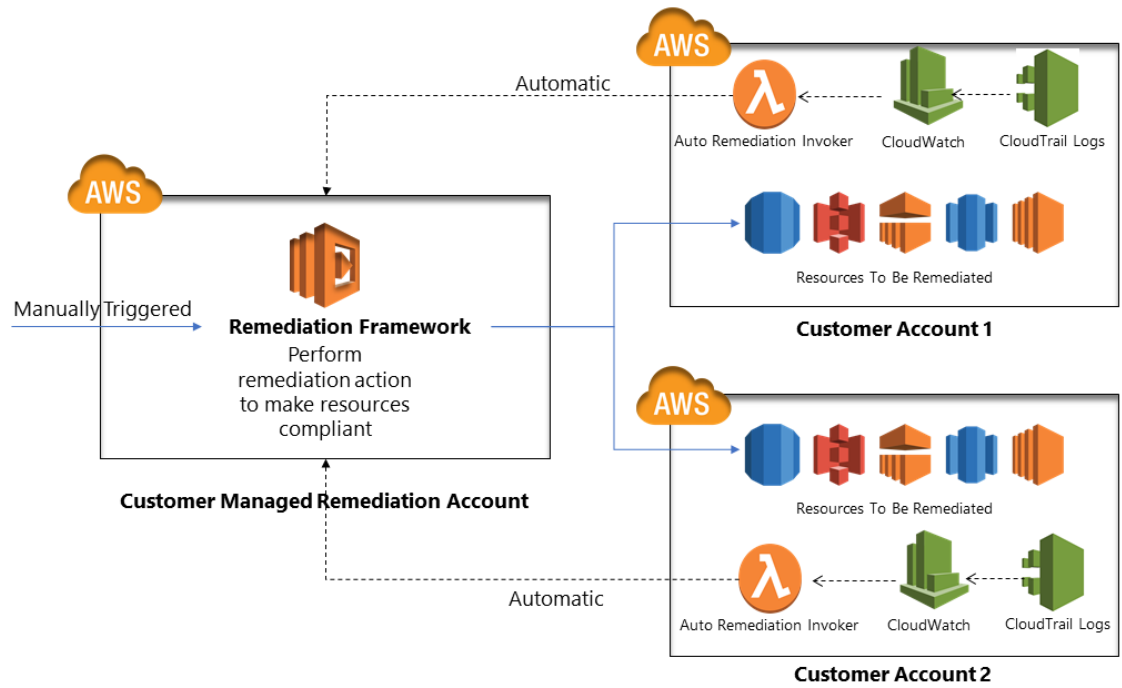 AWS
Automatic
Auto Remediation Invoker
CloudWatch
CloudTrail Logs
Resources To Be Remediated
Customer Account 1
AWS
Manually Triggered
Remediation Framework
Perform
remediation action
to make resources
compliant
Customer Managed Remediation Account
AWS
Resources To Be Remediated
Automatic
Auto Remediation Invoker
CloudWatch
CloudTrail Logs
Customer Account 2